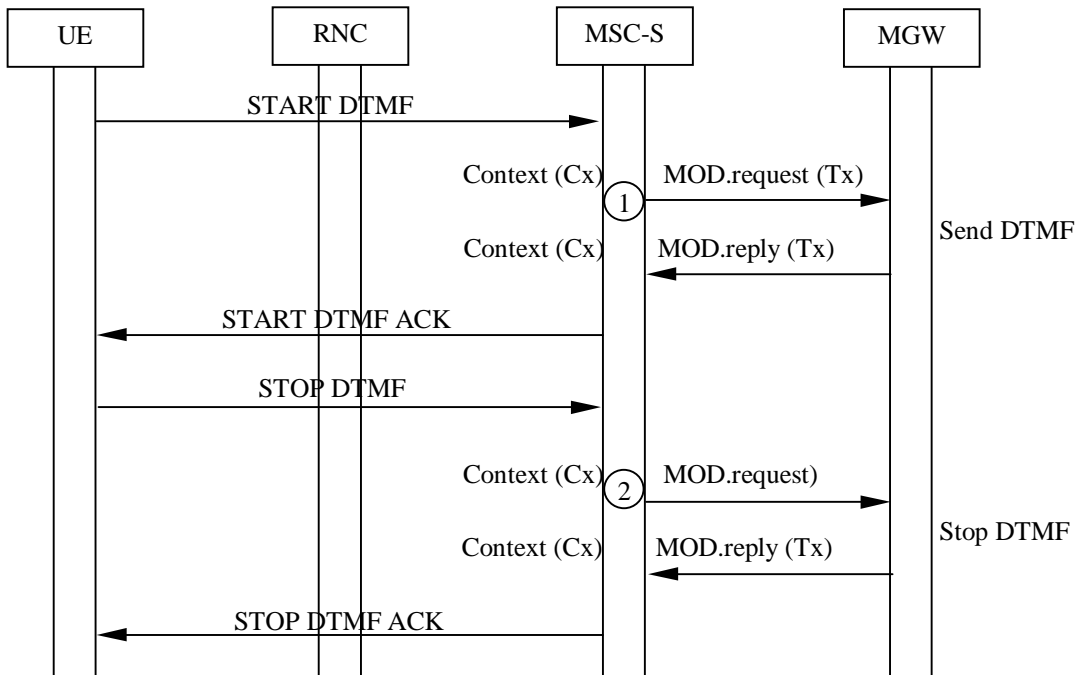 UE
RNC
MSC-S
MGW
START DTMF
Context (Cx)
MOD.request (Tx)
1
Send DTMF
Context (Cx)
MOD.reply (Tx)
START DTMF ACK
STOP DTMF
Context (Cx)
MOD.request)
2
Stop DTMF
Context (Cx)
MOD.reply (Tx)
STOP DTMF ACK